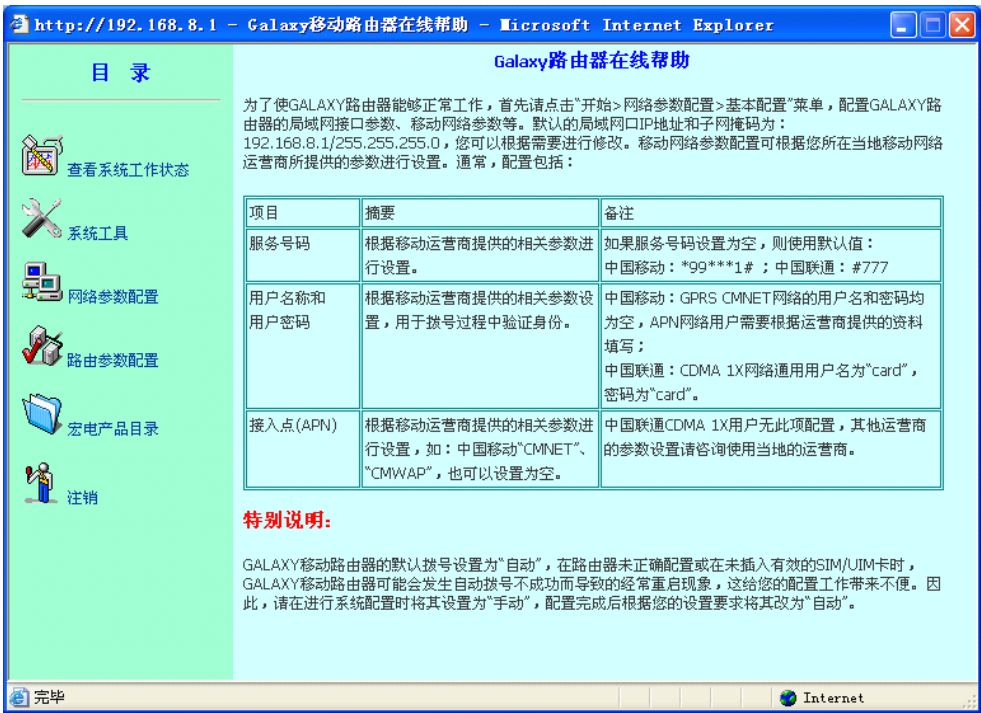 http://192.168.8.1 - Galaxy移动路由器在线帮助 - Microsoft Internet Explorer
目 录
查看系统工作状态
系统工具
网络参数配置
路由参数配置
宏电产品目录
注销
Galaxy路由器在线帮助
为了使GALAXY路由器能够正常工作，首先请点击“开始>网络参数配置>基本配置”菜单，配置GALAXY路
由器的局域网接口参数、移动网络参数等。默认的局域网口IP地址和子网掩码为：
192.168.8.1/255.255.255.0，您可以根据需要进行修改。移动网络参数配置可根据您所在当地移动网络
运营商所提供的参数进行设置。通常，配置包括：
项目 摘要 备注
服务号码
根据移动运营商提供的相关参数进
行设置。
如果服务号码设置为空，则使用默认值：
中国移动：*99***1# ；中国联通：#777
用户名称和
用户密码
根据移动运营商提供的相关参数设
置，用于拨号过程中验证身份。
中国移动：GPRS CMNET网络的用户名和密码均
为空，APN网络用户需要根据运营商提供的资料
填写；
中国联通：CDMA 1X网络通用用户名为“card”，
密码为“card”。
接入点(APN)
根据移动运营商提供的相关参数进
行设置，如：中国移动“CMNET”、
“CMWAP”，也可以设置为空。
中国联通CDMA 1X用户无此项配置，其他运营商
的参数设置请咨询使用当地的运营商。
特别说明:
GALAXY移动路由器的默认拨号设置为“自动”，在路由器未正确配置或在未插入有效的SIM/UIM卡时，
GALAXY移动路由器可能会发生自动拨号不成功而导致的经常重启现象，这给您的配置工作带来不便。因
此，请在进行系统配置时将其设置为“手动”，配置完成后根据您的设置要求将其改为“自动”。
完毕
Internet